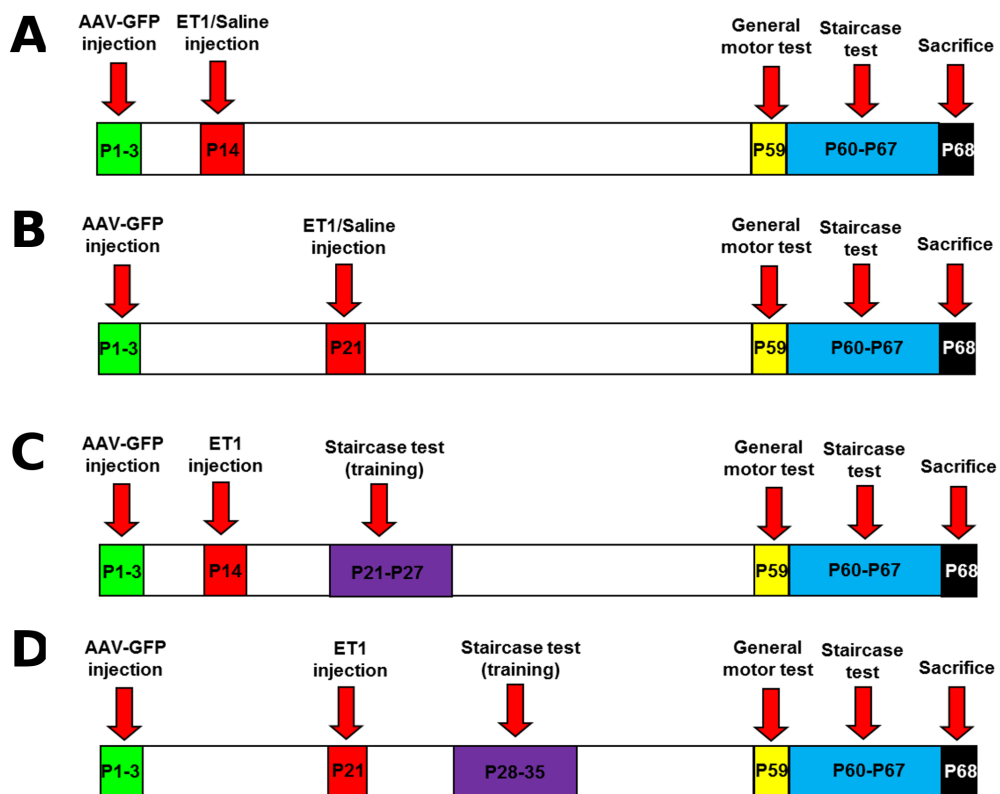 A
AAV-GFP
injection
ET1/Saline
injection
General
motor test
Staircase
test
Sacrifice
P1-3
P14
P59
P60-P67
P68
B
AAV-GFP
injection
ET1/Saline
injection
General
motor test
Staircase
test
Sacrifice
P1-3
P21
P59
P60-P67
P68
C
AAV-GFP
injection
ET1
injection
Staircase test
(training)
General
motor test
Staircase
test
Sacrifice
P1-3
P14
P21-P27
P59
P60-P67
P68
D
AAV-GFP
injection
ET1
injection
Staircase test
(training)
General
motor test
Staircase
test
Sacrifice
P1-3
P21
P28-35
P59
P60-P67
P68